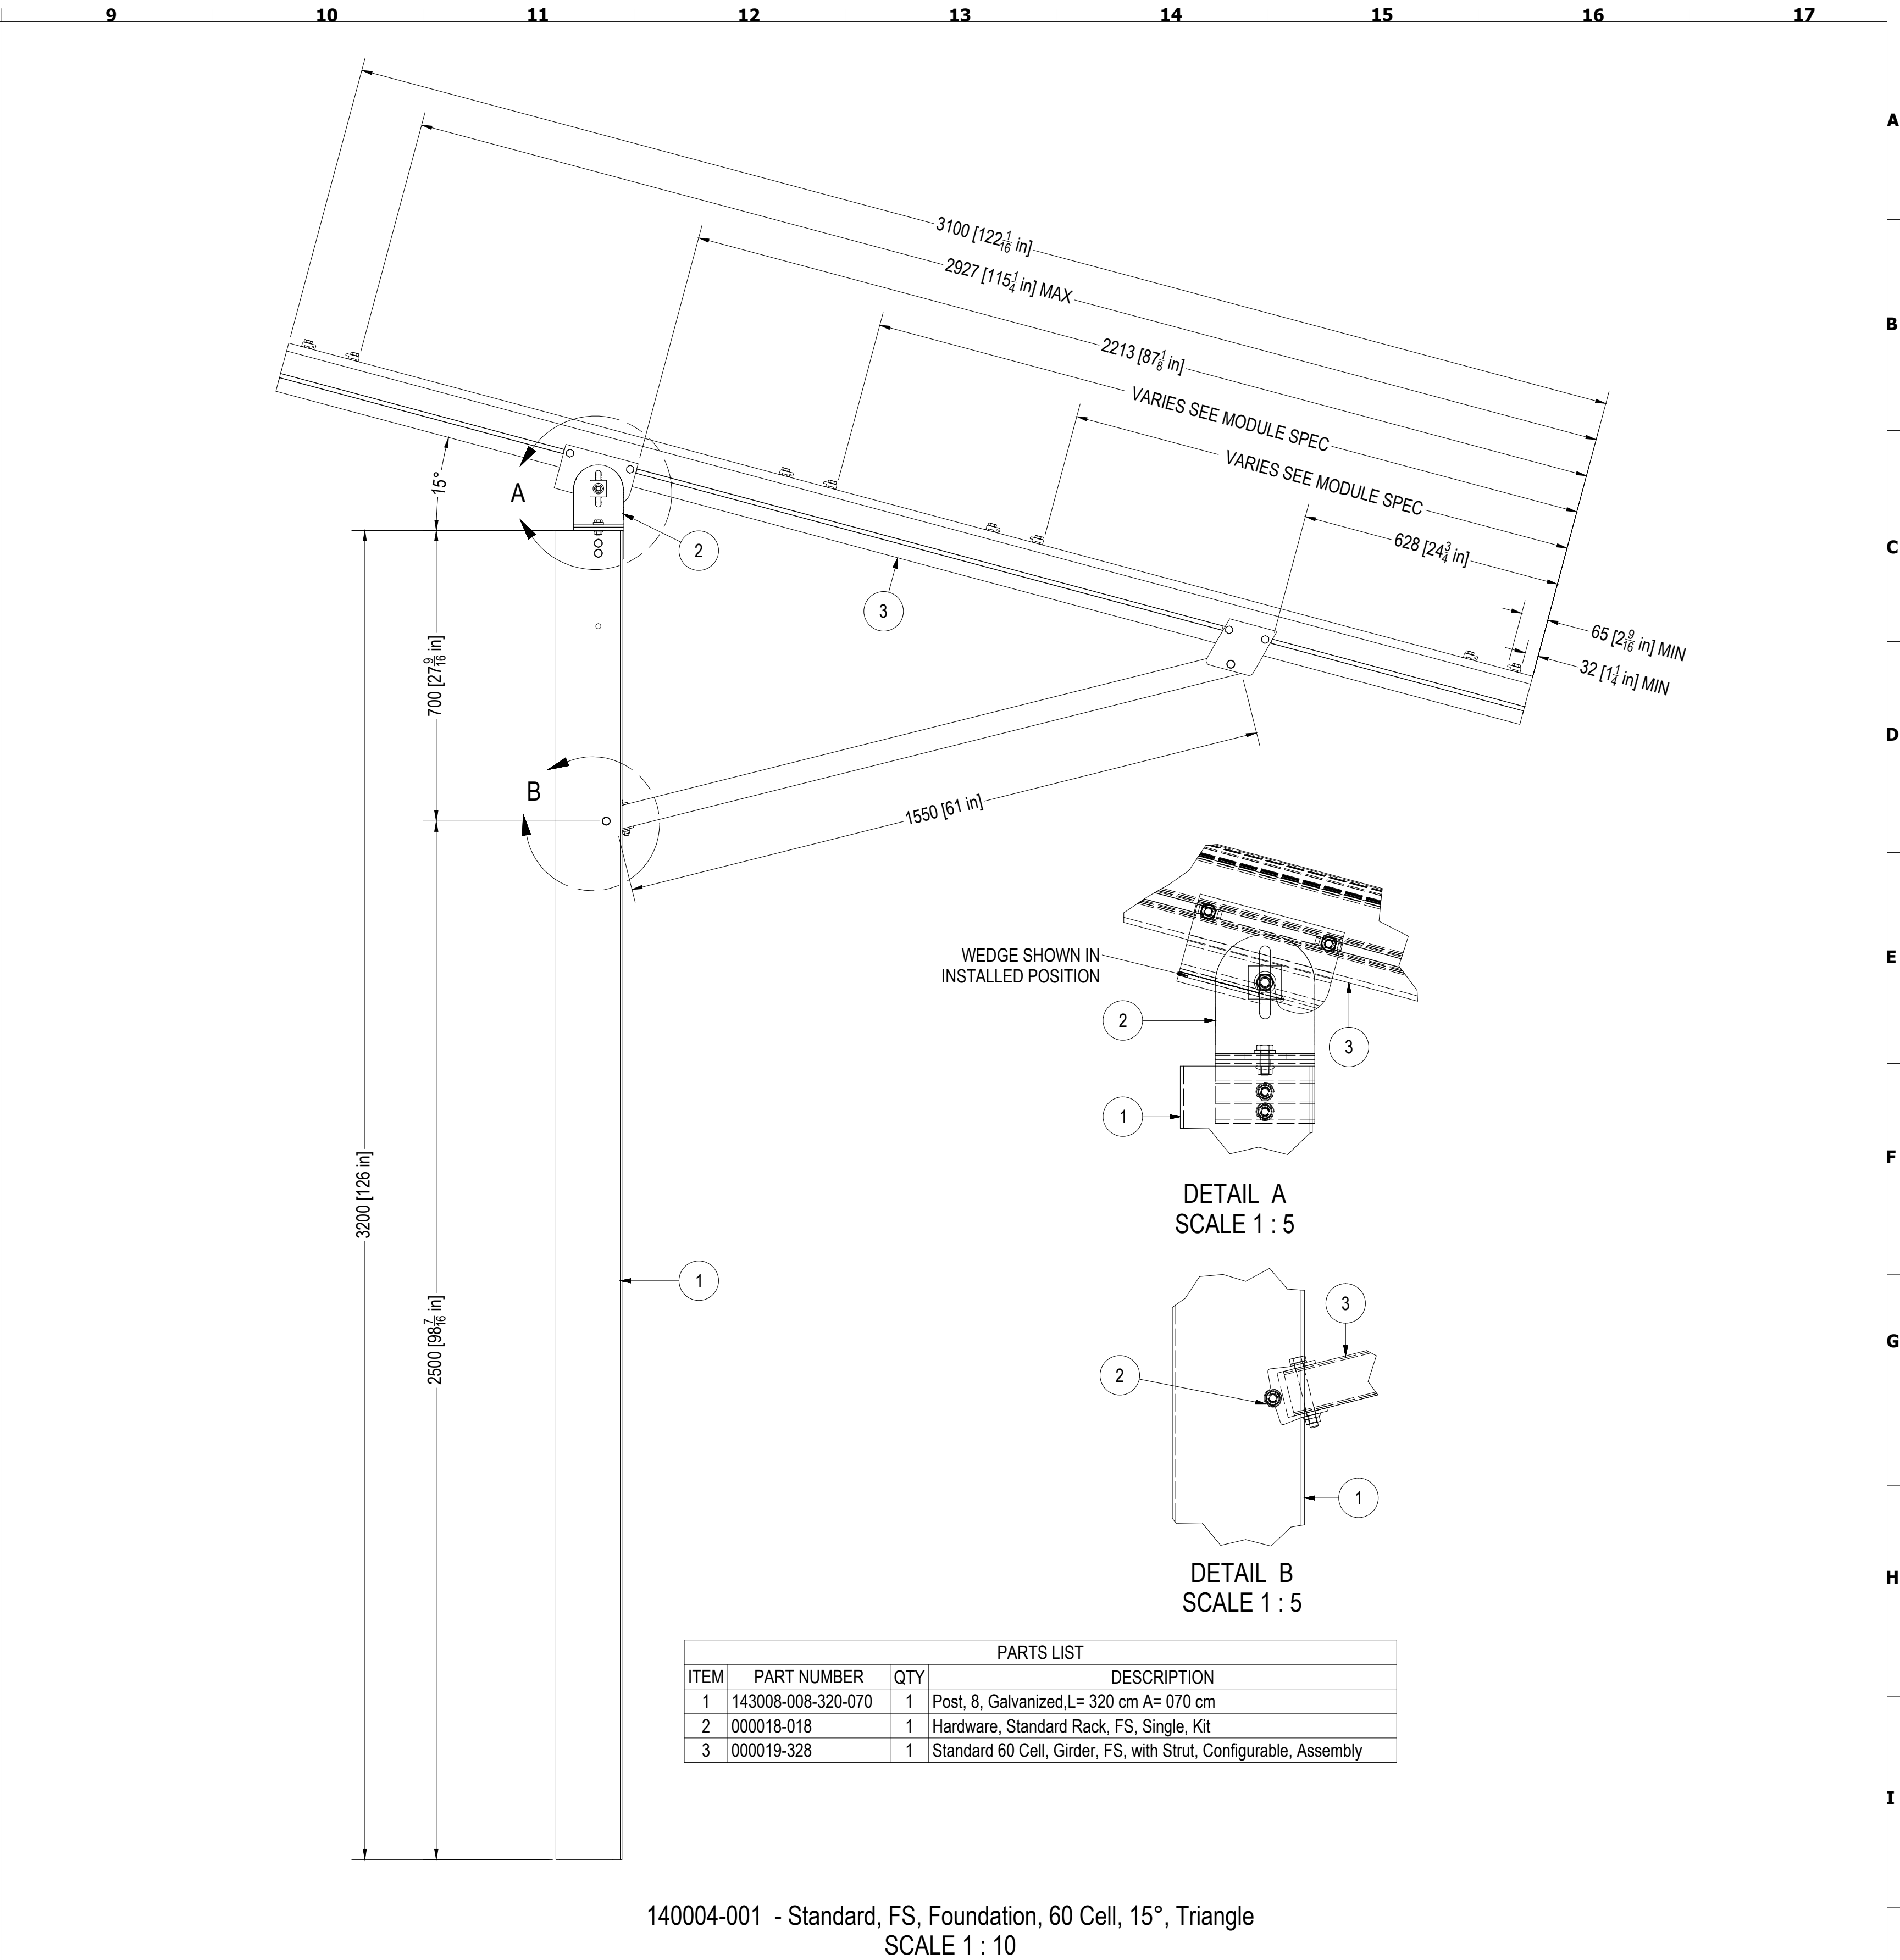 9 10 11 12 13 14 15 16 17
A
B
C
D
E
F
G
H
I
3100 [122 1/16 in]
2927 [115 1/4 in] MAX
2213 [87 1/8 in]
VARIES SEE MODULE SPEC
VARIES SEE MODULE SPEC
628 [24 3/4 in]
65 [2 9/16 in] MIN
32 [1 1/4 in] MIN
15°
A
2
3
700 [27 9/16 in]
B
1550 [61 in]
3200 [126 in]
2500 [98 7/16 in]
1
WEDGE SHOWN IN
INSTALLED POSITION
2
3
1
DETAIL A
SCALE 1 : 5
3
2
1
DETAIL B
SCALE 1 : 5
PARTS LIST
ITEM PART NUMBER QTY DESCRIPTION
1 143008-008-320-070 1 Post, 8, Galvanized,L= 320 cm A= 070 cm
2 000018-018 1 Hardware, Standard Rack, FS, Single, Kit
3 000019-328 1 Standard 60 Cell, Girder, FS, with Strut, Configurable, Assembly
140004-001 - Standard, FS, Foundation, 60 Cell, 15°, Triangle
SCALE 1 : 10